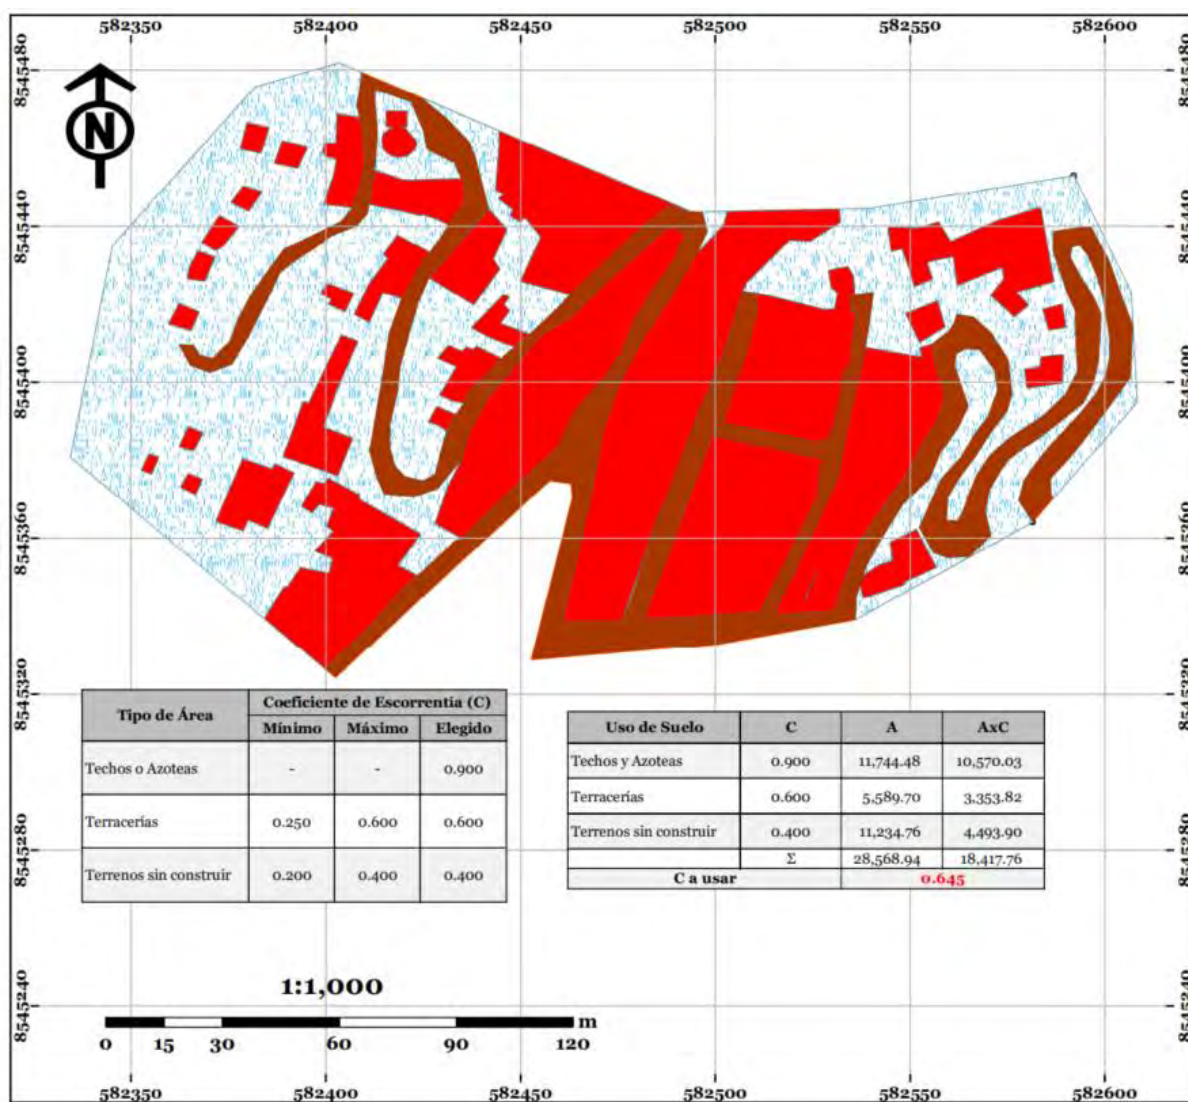 582350 582400 582450 582500 582550 582600
8545480 8545480
N
8545440 8545440
8545400 8545400
8545360 8545360
8545320 8545320
Tipo de Área Coeficiente de Escorrentia (C)
Mínimo Máximo Elegido
Techos o Azoteas - - 0.900
Terracerías 0.250 0.600 0.600
Terrenos sin construir 0.200 0.400 0.400
Uso de Suelo C A AxC
Techos y Azoteas 0.900 11,744.48 10,570.03
Terracerías 0.600 5,589.70 3,353.82
Terrenos sin construir 0.400 11,234.76 4,493.90
Σ 28,568.94 18,417.76
C a usar 0.645
8545280 8545280
1:1,000
8545240 8545240
m
0 15 30 60 90 120
582350 582400 582450 582500 582550 582600